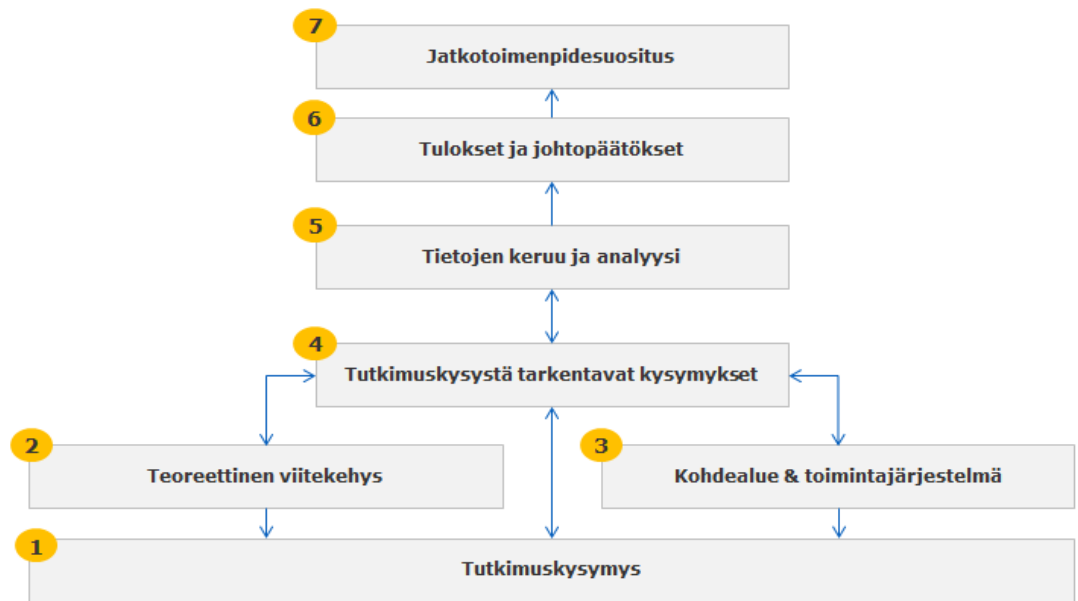 7
Jatkotoimenpidesuositus
6
Tulokset ja johtopäätökset
5
Tietojen keruu ja analyysi
4
Tutkimuskysystä tarkentavat kysymykset
2
Teoreettinen viitekehys
3
Kohdealue & toimintajärjestelmä
1
Tutkimuskysymys